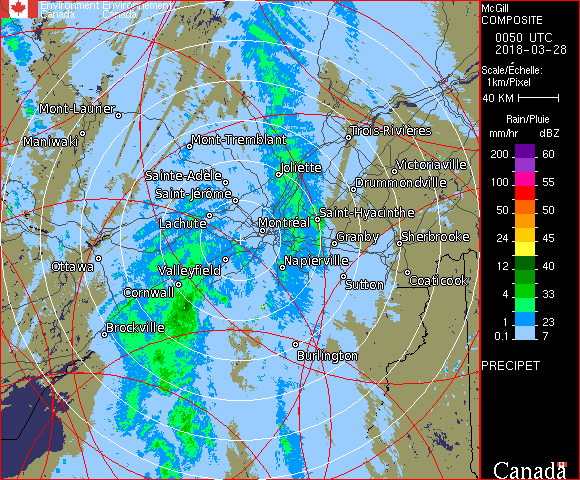 Environment Environnement
Canada Canada
McGill
COMPOSITE
0050 UTC
2018-03-28
Scale/Échelle:
1km/Pixel
40 KM
Rain/Pluie
mm/hr dBZ
200 60
100 55
50 50
24 45
12 40
4 33
1 23
0.1 7
PRECIPET
Canada
Mont-Laurier
Maniwaki
Mont-Tremblant
Trois-Rivières
Sainte-Adèle
Joliette
Victoriaville
Saint-Jérôme
Drummondville
Lachute
Montréal
Saint-Hyacinthe
Granby
Sherbrooke
Ottawa
Valleyfield
Napierville
Cornwall
Sutton
Coaticook
Brockville
Burlington